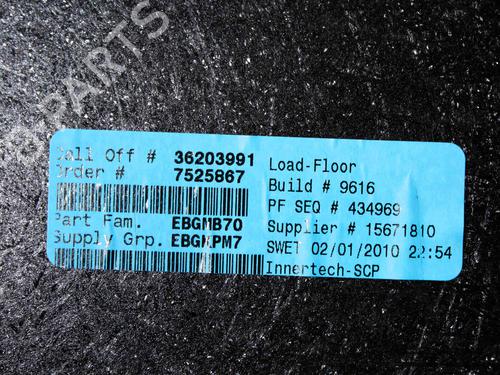 B-PARTS
Call Off # 36203991
Order # 7525867
Part Fam. EBGMB70
Supply Grp. EBGKPM7
Load-Floor
Build # 9616
PF SEQ # 434969
Supplier # 15671810
SWET 02/01/2010 22:54
Innertech-SCP